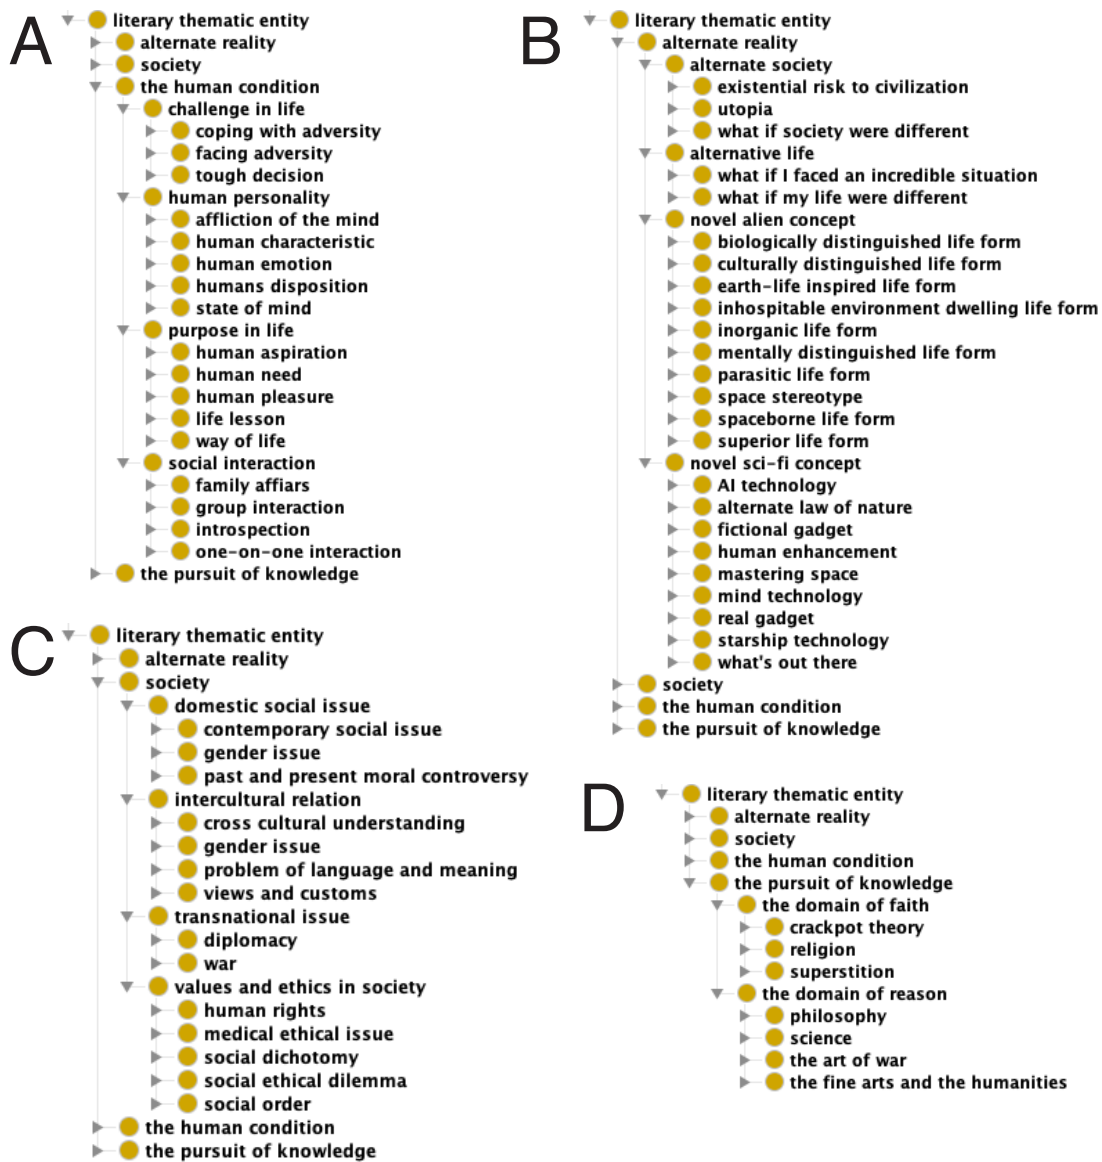 A
literary thematic entity
alternate reality
society
the human condition
challenge in life
coping with adversity
facing adversity
tough decision
human personality
affliction of the mind
human characteristic
human emotion
humans disposition
state of mind
purpose in life
human aspiration
human need
human pleasure
life lesson
way of life
social interaction
family affiars
group interaction
introspection
one-on-one interaction
the pursuit of knowledge
B
literary thematic entity
alternate reality
alternate society
existential risk to civilization
utopia
what if society were different
alternative life
what if I faced an incredible situation
what if my life were different
novel alien concept
biologically distinguished life form
culturally distinguished life form
earth-life inspired life form
inhospitable environment dwelling life form
inorganic life form
mentally distinguished life form
parasitic life form
space stereotype
spaceborne life form
superior life form
novel sci-fi concept
AI technology
alternate law of nature
fictional gadget
human enhancement
mastering space
mind technology
real gadget
starship technology
what's out there
society
the human condition
the pursuit of knowledge
C
literary thematic entity
alternate reality
society
domestic social issue
contemporary social issue
gender issue
past and present moral controversy
intercultural relation
cross cultural understanding
gender issue
problem of language and meaning
views and customs
transnational issue
diplomacy
war
values and ethics in society
human rights
medical ethical issue
social dichotomy
social ethical dilemma
social order
the human condition
the pursuit of knowledge
D
literary thematic entity
alternate reality
society
the human condition
the pursuit of knowledge
the domain of faith
crackpot theory
religion
superstition
the domain of reason
philosophy
science
the art of war
the fine arts and the humanities